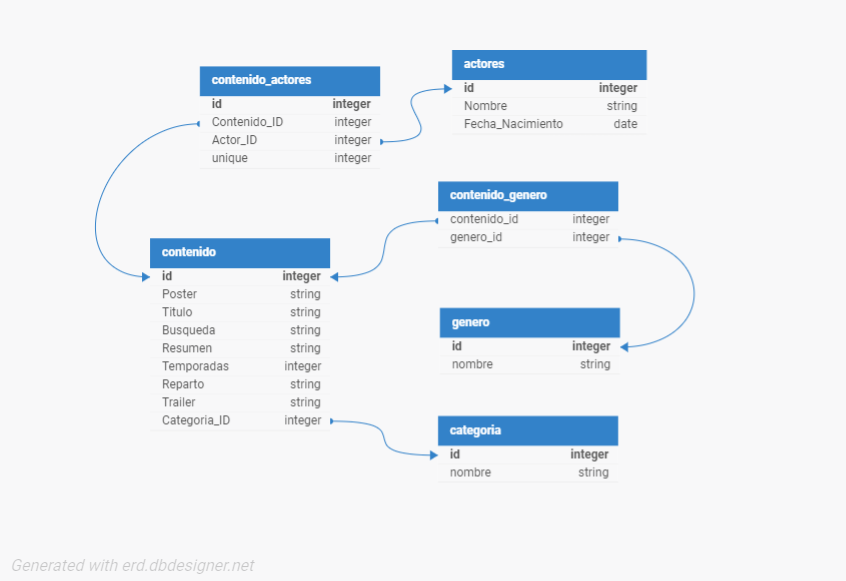 contenido_actores
id integer
Contenido_ID integer
Actor_ID integer
unique integer
actores
id integer
Nombre string
Fecha_Nacimiento date
contenido_genero
contenido_id integer
genero_id integer
contenido
id integer
Poster string
Titulo string
Busqueda string
Resumen string
Temporadas integer
Reparto string
Trailer string
Categoria_ID integer
genero
id integer
nombre string
categoria
id integer
nombre string
Generated with erd.dbdesigner.net